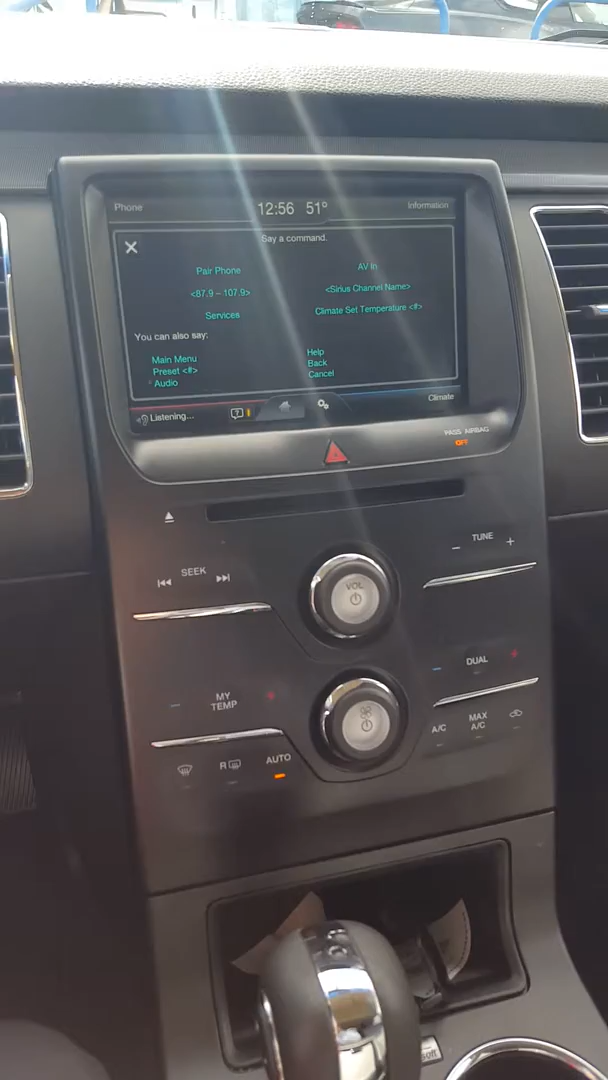 Phone 12:56 51° Information
Say a command.
Pair Phone AV In
<87.9 – 107.9> <Sirius Channel Name>
Services Climate Set Temperature <#>
You can also say:
Main Menu Help
Preset <#> Back
Audio Cancel
Listening... ? Climate
PASS AIRBAG
OFF
SEEK
VOL
– TUNE +
MY
TEMP
DUAL
A/C
MAX
A/C
R
AUTO